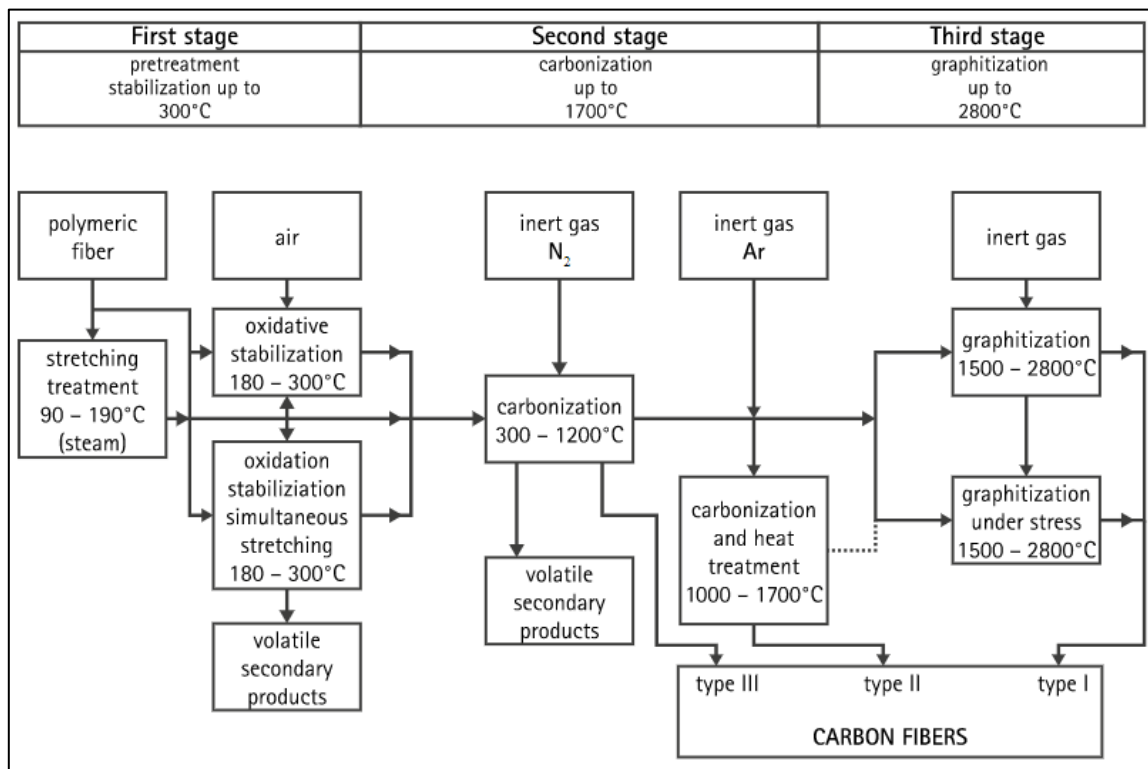 First stage
pretreatment
stabilization up to
300°C
Second stage
carbonization
up to
1700°C
Third stage
graphitization
up to
2800°C
polymeric
fiber
air
inert gas
N₂
inert gas
Ar
inert gas
stretching
treatment
90 – 190°C
(steam)
oxidative
stabilization
180 – 300°C
oxidation
stabiliziation
simultaneous
stretching
180 – 300°C
volatile
secondary
products
carbonization
300 – 1200°C
volatile
secondary
products
carbonization
and heat
treatment
1000 – 1700°C
graphitization
1500 – 2800°C
graphitization
under stress
1500 – 2800°C
type III
type II
type I
CARBON FIBERS